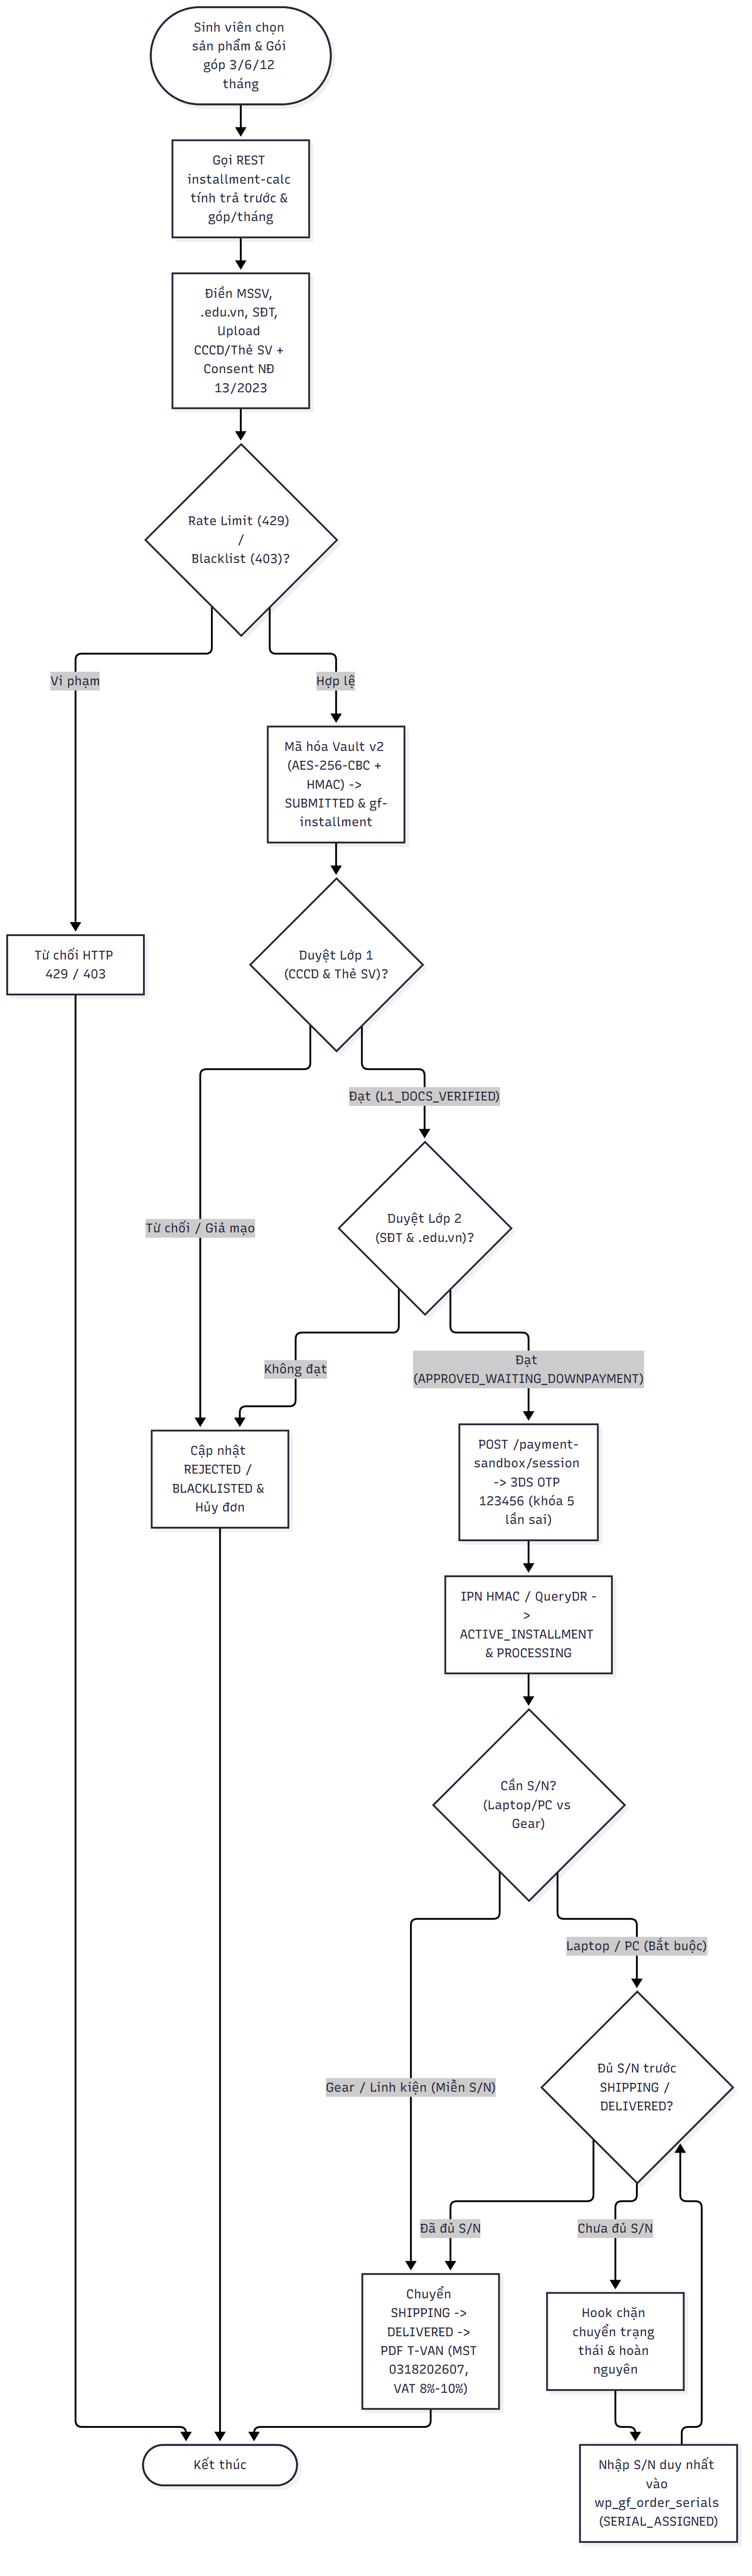 Sinh viên chọn
sản phẩm & Gói
góp 3/6/12
tháng
Gọi REST
installment-calc
tính trả trước &
góp/tháng
Điền MSSV,
.edu.vn, SĐT,
Upload
CCCD/Thẻ SV +
Consent NĐ
13/2023
Rate Limit (429)
/
Blacklist (403)?
Vi phạm
Hợp lệ
Mã hóa Vault v2
(AES-256-CBC +
HMAC) ->
SUBMITTED & gf-
installment
Từ chối HTTP
429 / 403
Duyệt Lớp 1
(CCCD & Thẻ SV)?
Đạt (L1_DOCS_VERIFIED)
Từ chối / Giả mạo
Duyệt Lớp 2
(SĐT & .edu.vn)?
Không đạt
Đạt
(APPROVED_WAITING_DOWNPAYMENT)
Cập nhật
REJECTED /
BLACKLISTED &
Hủy đơn
POST /payment-
sandbox/session
-> 3DS OTP
123456 (khóa 5
lần sai)
IPN HMAC / QueryDR -
>
ACTIVE_INSTALLMENT
& PROCESSING
Cần S/N?
(Laptop/PC vs
Gear)
Laptop / PC (Bắt buộc)
Gear / Linh kiện (Miễn S/N)
Đủ S/N trước
SHIPPING /
DELIVERED?
Đã đủ S/N
Chưa đủ S/N
Chuyển
SHIPPING ->
DELIVERED ->
PDF T-VAN (MST
0318202607,
VAT 8%-10%)
Hook chặn
chuyển trạng
thái & hoàn
nguyên
Kết thúc
Nhập S/N duy nhất
vào
wp_gf_order_serials
(SERIAL_ASSIGNED)